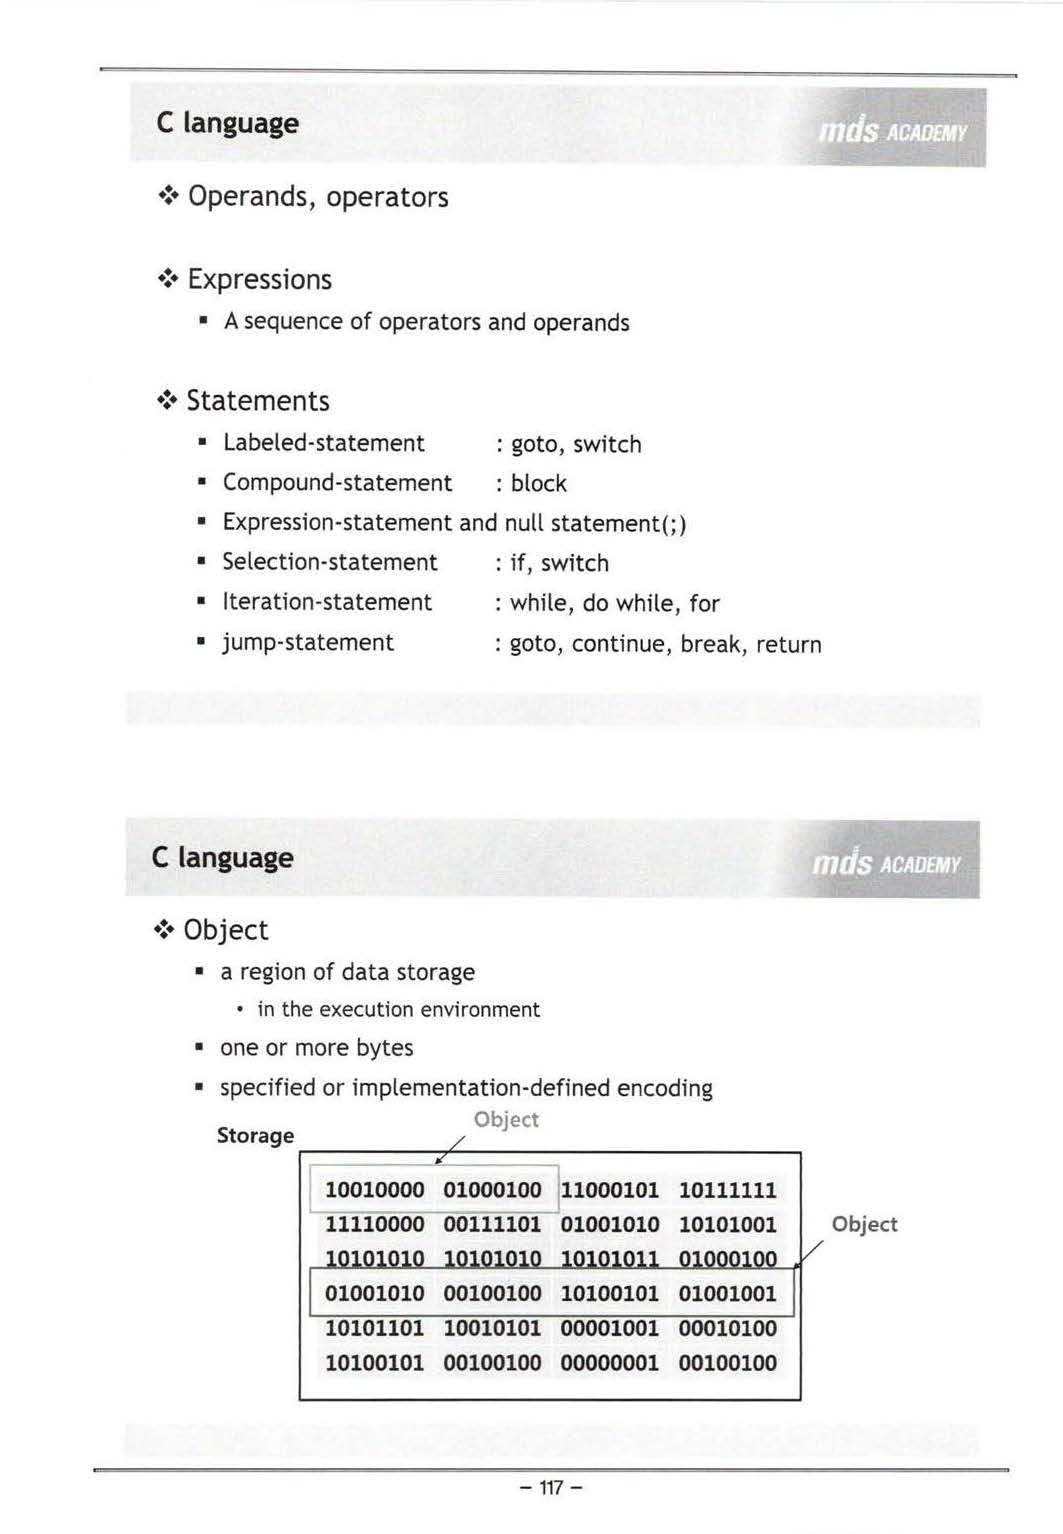 C language
mds ACADEMY
❖ Operands, operators
❖ Expressions
▪ A sequence of operators and operands
❖ Statements
▪ Labeled-statement : goto, switch
▪ Compound-statement : block
▪ Expression-statement and null statement(;)
▪ Selection-statement : if, switch
▪ Iteration-statement : while, do while, for
▪ jump-statement : goto, continue, break, return
C language
mds ACADEMY
❖ Object
▪ a region of data storage
• in the execution environment
▪ one or more bytes
▪ specified or implementation-defined encoding
Object
Storage
10010000 01000100 11000101 10111111
11110000 00111101 01001010 10101001
Object
10101010 10101010 10101011 01000100
01001010 00100100 10100101 01001001
10101101 10010101 00001001 00010100
10100101 00100100 00000001 00100100
– 117 –